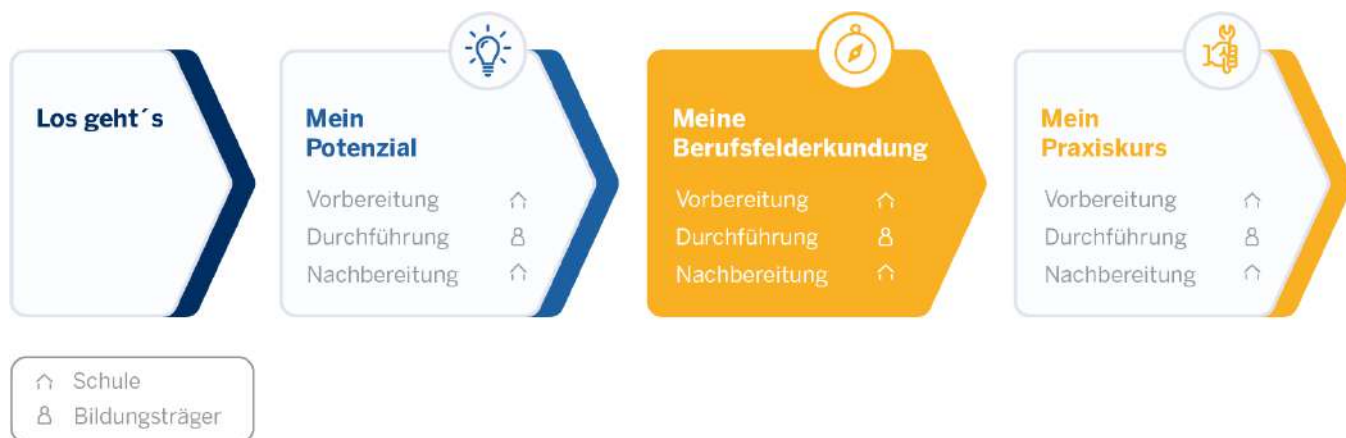 Los geht´s
Mein
Potenzial
Vorbereitung
Durchführung
Nachbereitung
Meine
Berufsfelderkundung
Vorbereitung
Durchführung
Nachbereitung
Mein
Praxiskurs
Vorbereitung
Durchführung
Nachbereitung
Schule
Bildungsträger